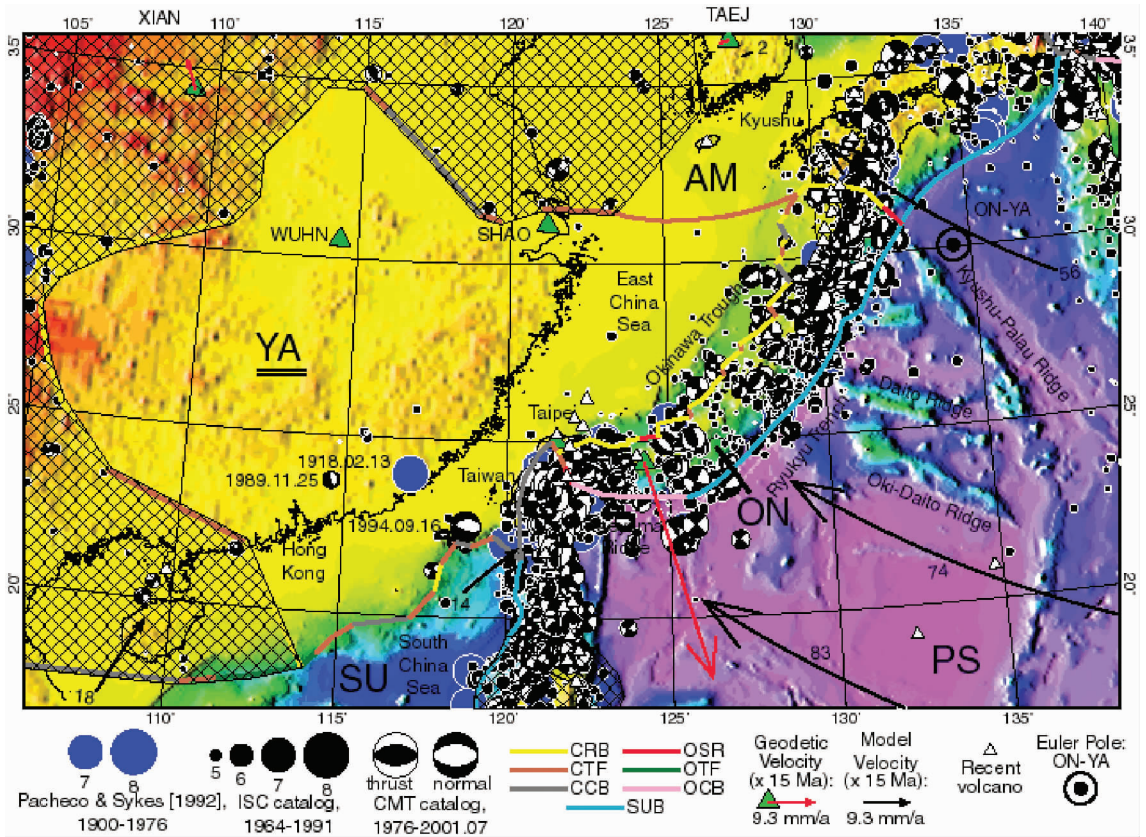 XIAN
TAEJ
105˚ 110˚ 115˚ 120˚ 125˚ 130˚ 135˚ 140˚
35˚
35˚
2
Kyushu
AM
30˚
30˚
WUHN
SHAO
ON-YA
56
East
China
Sea
Kyushu-Palau Ridge
Okinawa Trough
YA
25˚
25˚
Daito Ridge
Taipei
Ryukyu Trench
1918.02.13
Taiwan
1989.11.25
Oki-Daito Ridge
ON
1994.09.16
Ridge
Hong
Kong
20˚
20˚
14
74
South
China
Sea
SU
83
PS
18
110˚ 115˚ 120˚ 125˚ 130˚ 135˚
7 8
Pacheco & Sykes [1992],
1900-1976
5 6 7 8
ISC catalog,
1964-1991
thrust normal
CMT catalog,
1976-2001.07
CRB
CTF
CCB
OSR
OTF
OCB
SUB
Geodetic
Velocity
(x 15 Ma):
9.3 mm/a
Model
Velocity
(x 15 Ma):
9.3 mm/a
Recent
volcano
Euler Pole:
ON-YA